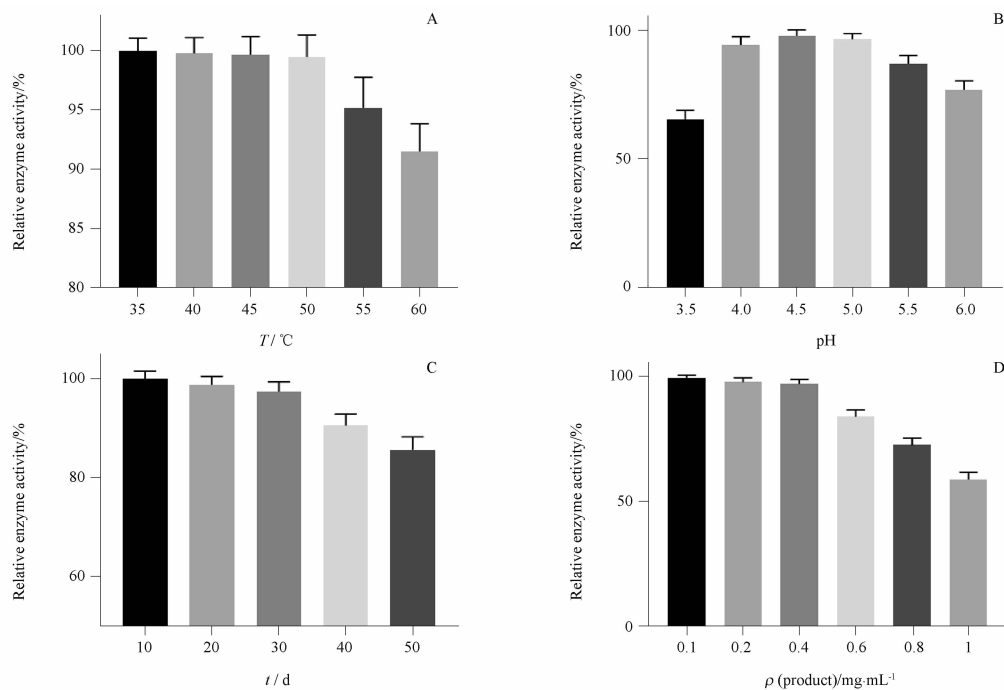 A
Relative enzyme activity/%
100
95
90
85
80
35 40 45 50 55 60
T / ℃
B
Relative enzyme activity/%
100
50
0
3.5 4.0 4.5 5.0 5.5 6.0
pH
C
Relative enzyme activity/%
100
80
60
10 20 30 40 50
t / d
D
Relative enzyme activity/%
100
50
0
0.1 0.2 0.4 0.6 0.8 1
ρ (product)/mg·mL⁻¹